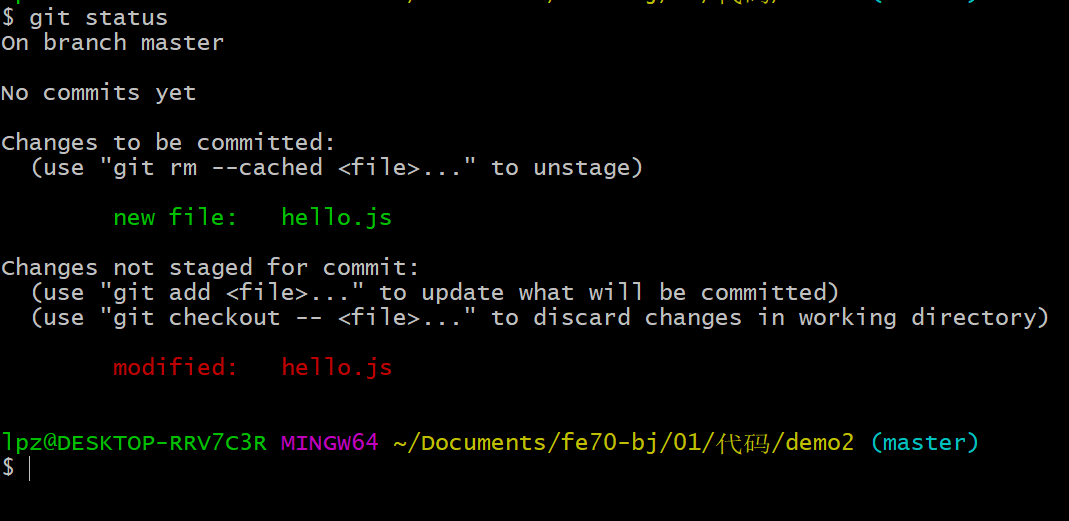 $ git status
On branch master
No commits yet
Changes to be committed:
(use "git rm --cached <file>..." to unstage)
new file: hello.js
Changes not staged for commit:
(use "git add <file>..." to update what will be committed)
(use "git checkout -- <file>..." to discard changes in working directory)
modified: hello.js
lpz@DESKTOP-RRV7C3R MINGW64 ~/Documents/fe70-bj/01/代码/demo2 (master)
$